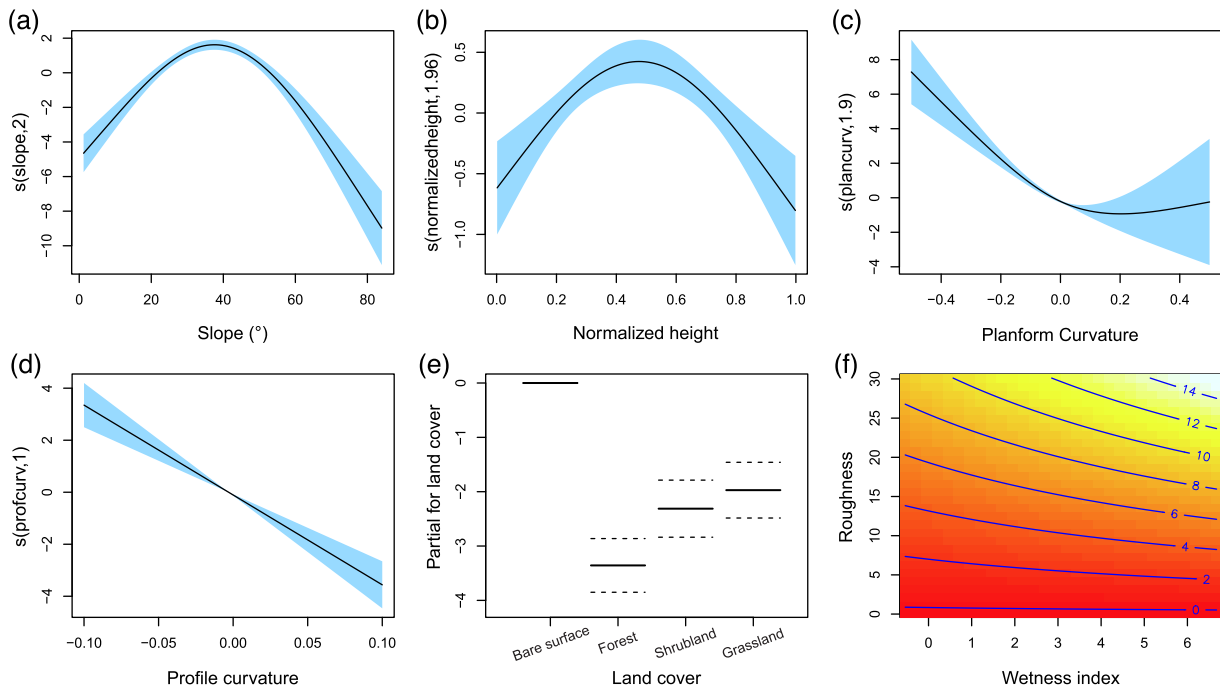 (a)
s(slope,2)
2
0
−2
−4
−6
−8
−10
0 20 40 60 80
Slope (°)
(b)
s(normalizedheight,1.96)
0.5
0.0
−0.5
−1.0
0.0 0.2 0.4 0.6 0.8 1.0
Normalized height
(c)
s(plancurv,1.9)
8
6
4
2
0
−2
−4
−0.4 −0.2 0.0 0.2 0.4
Planform Curvature
(d)
s(profcurv,1)
4
2
0
−2
−4
−0.10 −0.05 0.00 0.05 0.10
Profile curvature
(e)
Partial for land cover
0
−1
−2
−3
−4
Bare surface
Forest
Shrubland
Grassland
Land cover
(f)
Roughness
30
25
20
15
10
5
0
14
12
10
8
6
4
2
0
0 1 2 3 4 5 6
Wetness index